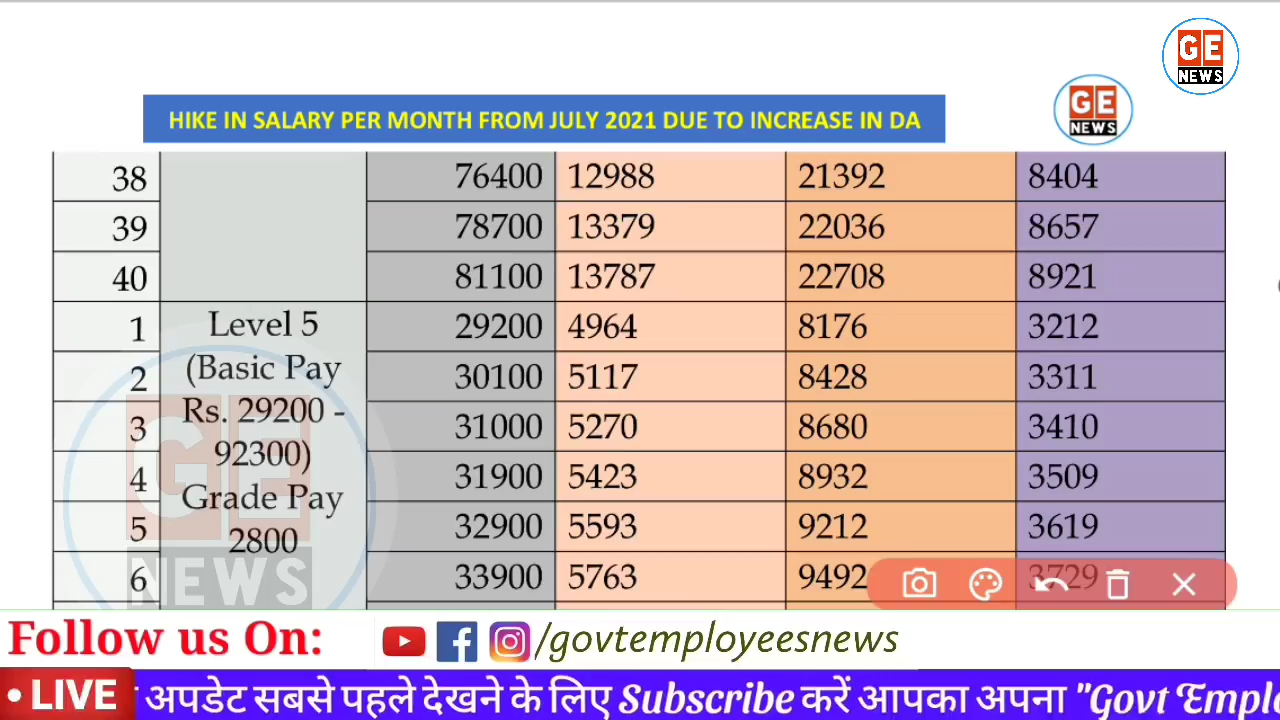 GE
NEWS
GE
NEWS
HIKE IN SALARY PER MONTH FROM JULY 2021 DUE TO INCREASE IN DA
38 76400 12988 21392 8404
39 78700 13379 22036 8657
40 81100 13787 22708 8921
1 Level 5 29200 4964 8176 3212
2 (Basic Pay 30100 5117 8428 3311
3 Rs. 29200 - 31000 5270 8680 3410
4 92300) 31900 5423 8932 3509
5 Grade Pay 32900 5593 9212 3619
6 2800 33900 5763 9492 3729
GE
NEWS
Follow us On: /govtemployeesnews
• LIVE अपडेट सबसे पहले देखने के लिए Subscribe करें आपका अपना "Govt Emplo